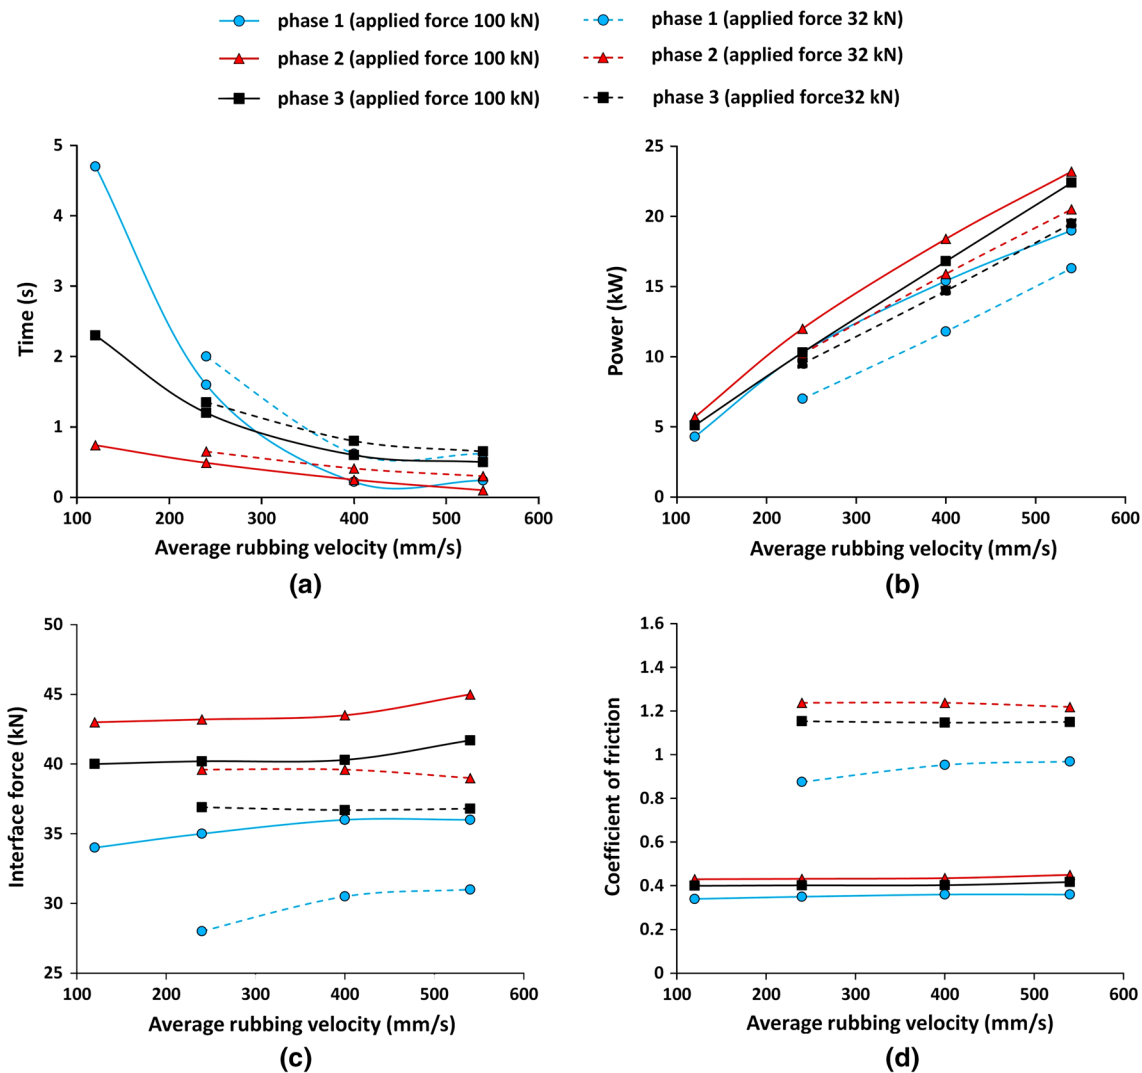 phase 1 (applied force 100 kN)
phase 1 (applied force 32 kN)
phase 2 (applied force 100 kN)
phase 2 (applied force 32 kN)
phase 3 (applied force 100 kN)
phase 3 (applied force32 kN)
5
4
3
2
1
0
Time (s)
100 200 300 400 500 600
Average rubbing velocity (mm/s)
(a)
25
20
15
10
5
0
Power (kW)
100 200 300 400 500 600
Average rubbing velocity (mm/s)
(b)
50
45
40
35
30
25
Interface force (kN)
100 200 300 400 500 600
Average rubbing velocity (mm/s)
(c)
1.6
1.4
1.2
1
0.8
0.6
0.4
0.2
0
Coefficient of friction
100 200 300 400 500 600
Average rubbing velocity (mm/s)
(d)